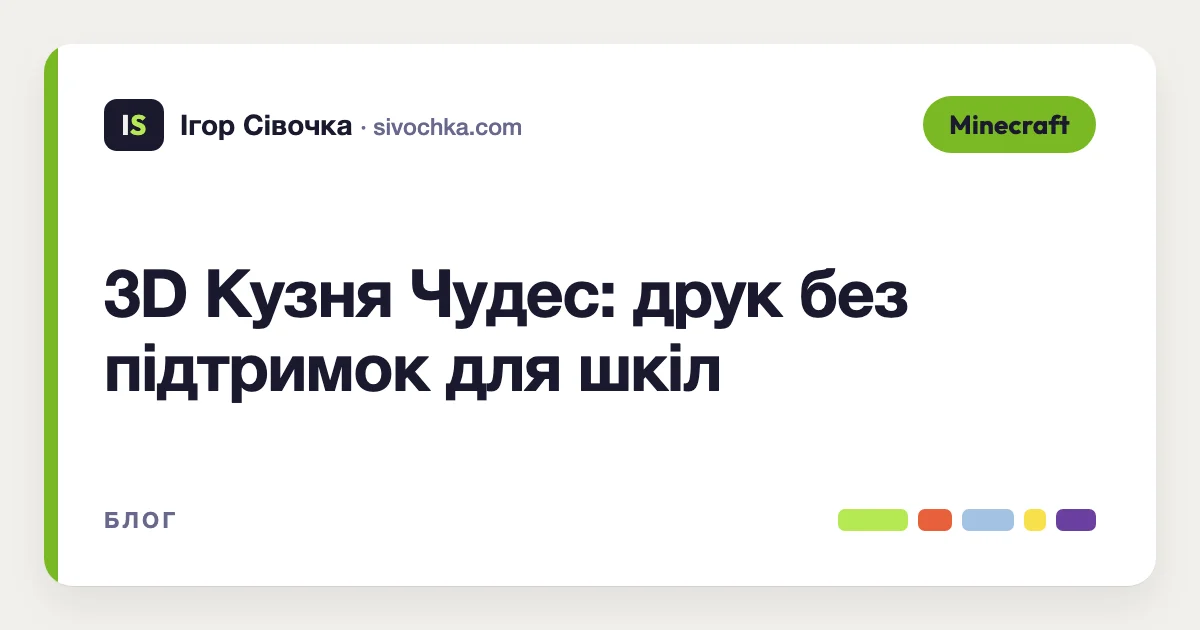 IS Ігор Сівочка · sivochka.com
Minecraft
3D Кузня Чудес: друк без
підтримок для шкіл
БЛОГ